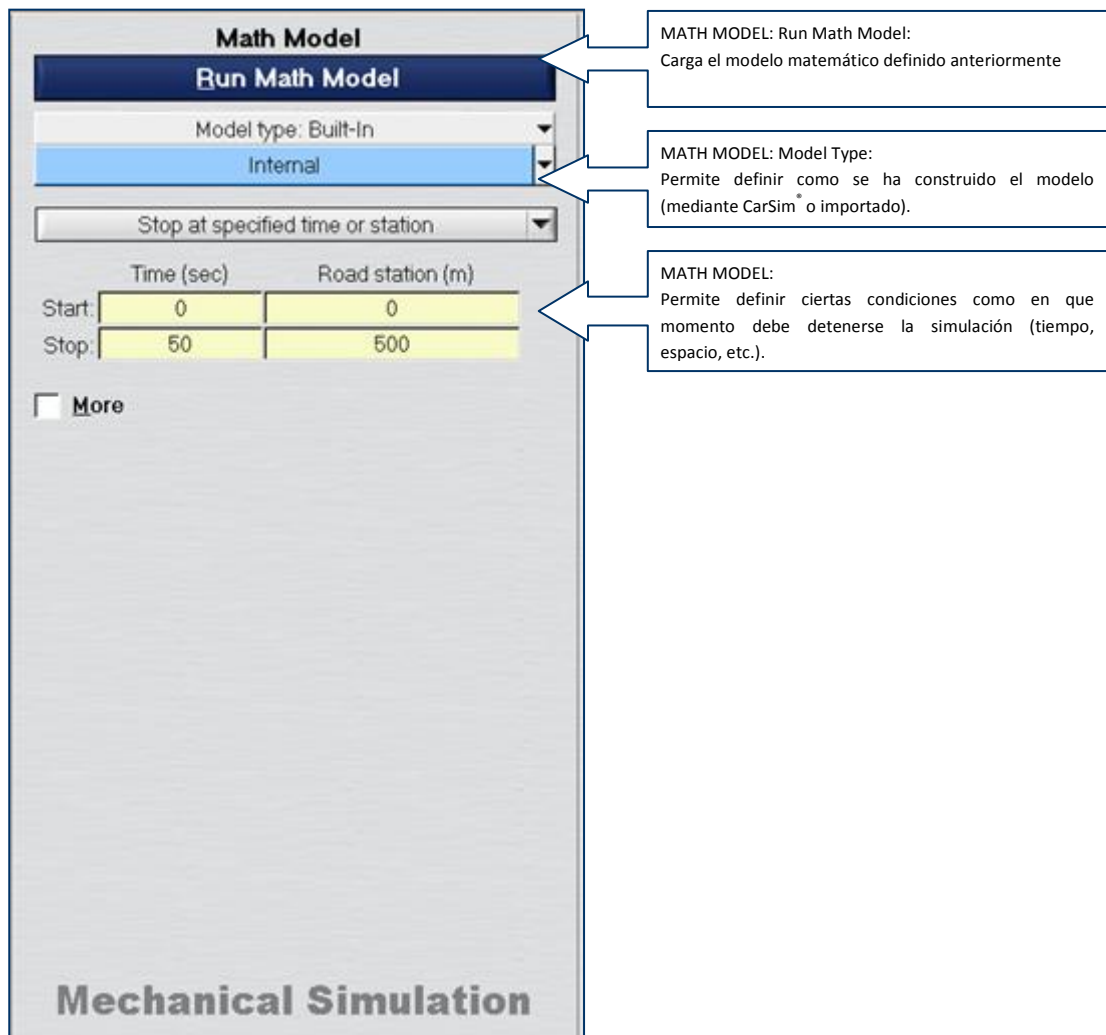 Math Model
Run Math Model
Model type: Built-In
Internal
Stop at specified time or station
Time (sec) Road station (m)
Start: 0 0
Stop: 50 500
More
Mechanical Simulation
MATH MODEL: Run Math Model:
Carga el modelo matemático definido anteriormente
MATH MODEL: Model Type:
Permite definir como se ha construido el modelo
(mediante CarSim® o importado).
MATH MODEL:
Permite definir ciertas condiciones como en que
momento debe detenerse la simulación (tiempo,
espacio, etc.).